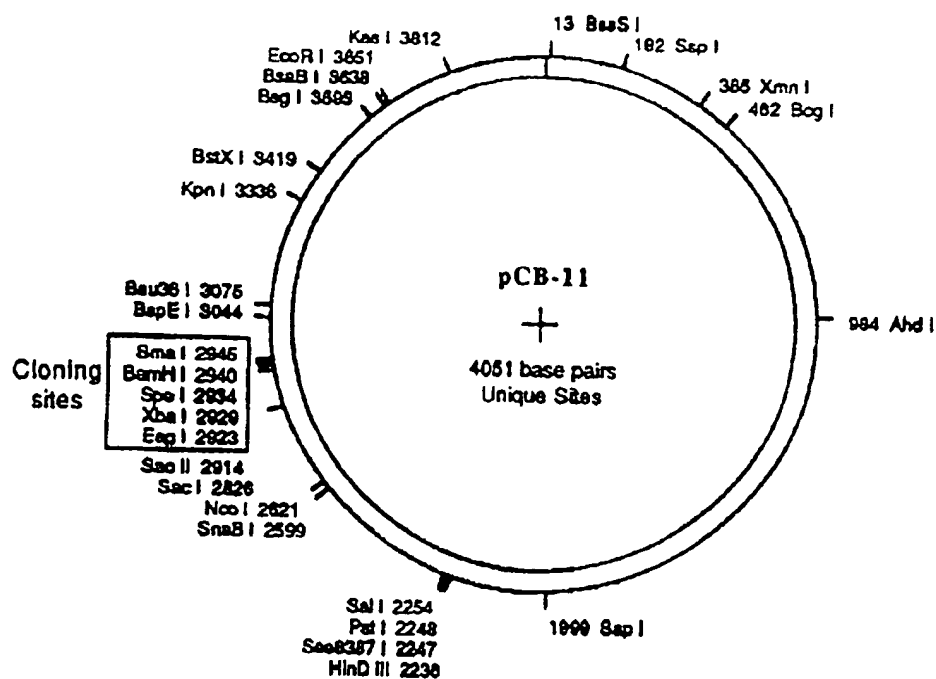 13 BssS I
Kas I 3812
Ssp I
EcoR I 3651
BsaB I 3638
Bsg I
385 Xmn I
462 Bcg I
BstX I 3419
Kpn I 3336
pCB-11
Bsu36 I 3075
BspE I 3044
984 Ahd I
4051 base pairs
Unique Sites
Cloning
sites
Sma I 2945
BamH I 2940
Spe I 2934
Xba I 2929
Eag I 2923
Sac II 2914
Sac I 2826
Nco I 2621
SnaB I 2599
Sal I 2254
Pst I 2248
Sse8387 I 2247
HinD III 2236
1999 Sap I